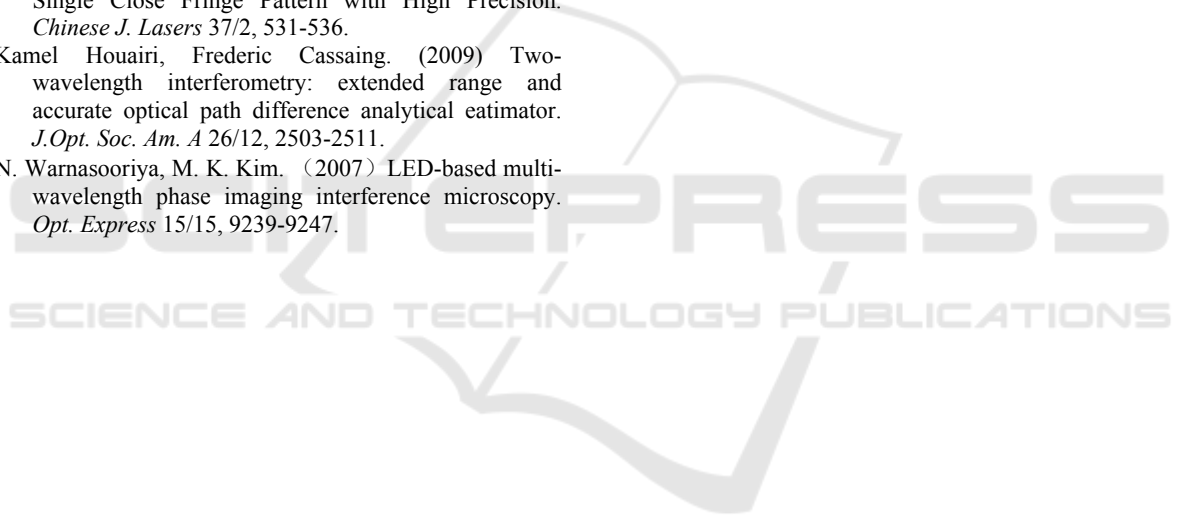 Single Close Fringe Pattern with High Precision.
Chinese J. Lasers 37/2, 531-536.
Kamel Houairi, Frederic Cassaing. (2009) Two-
wavelength interferometry: extended range and
accurate optical path difference analytical eatimator.
J.Opt. Soc. Am. A 26/12, 2503-2511.
N. Warnasooriya, M. K. Kim. （2007）LED-based multi-
wavelength phase imaging interference microscopy.
Opt. Express 15/15, 9239-9247.
SCITEPRESS
SCIENCE AND TECHNOLOGY PUBLICATIONS